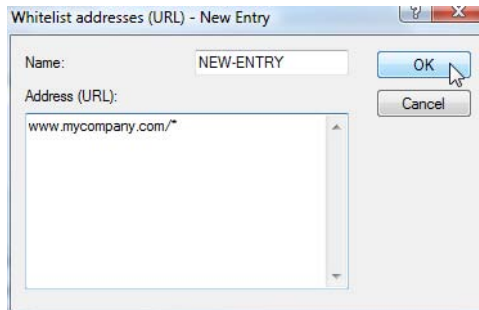 Whitelist addresses (URL) - New Entry
Name:
NEW-ENTRY
OK
Address (URL):
Cancel
www.mycompany.com/*